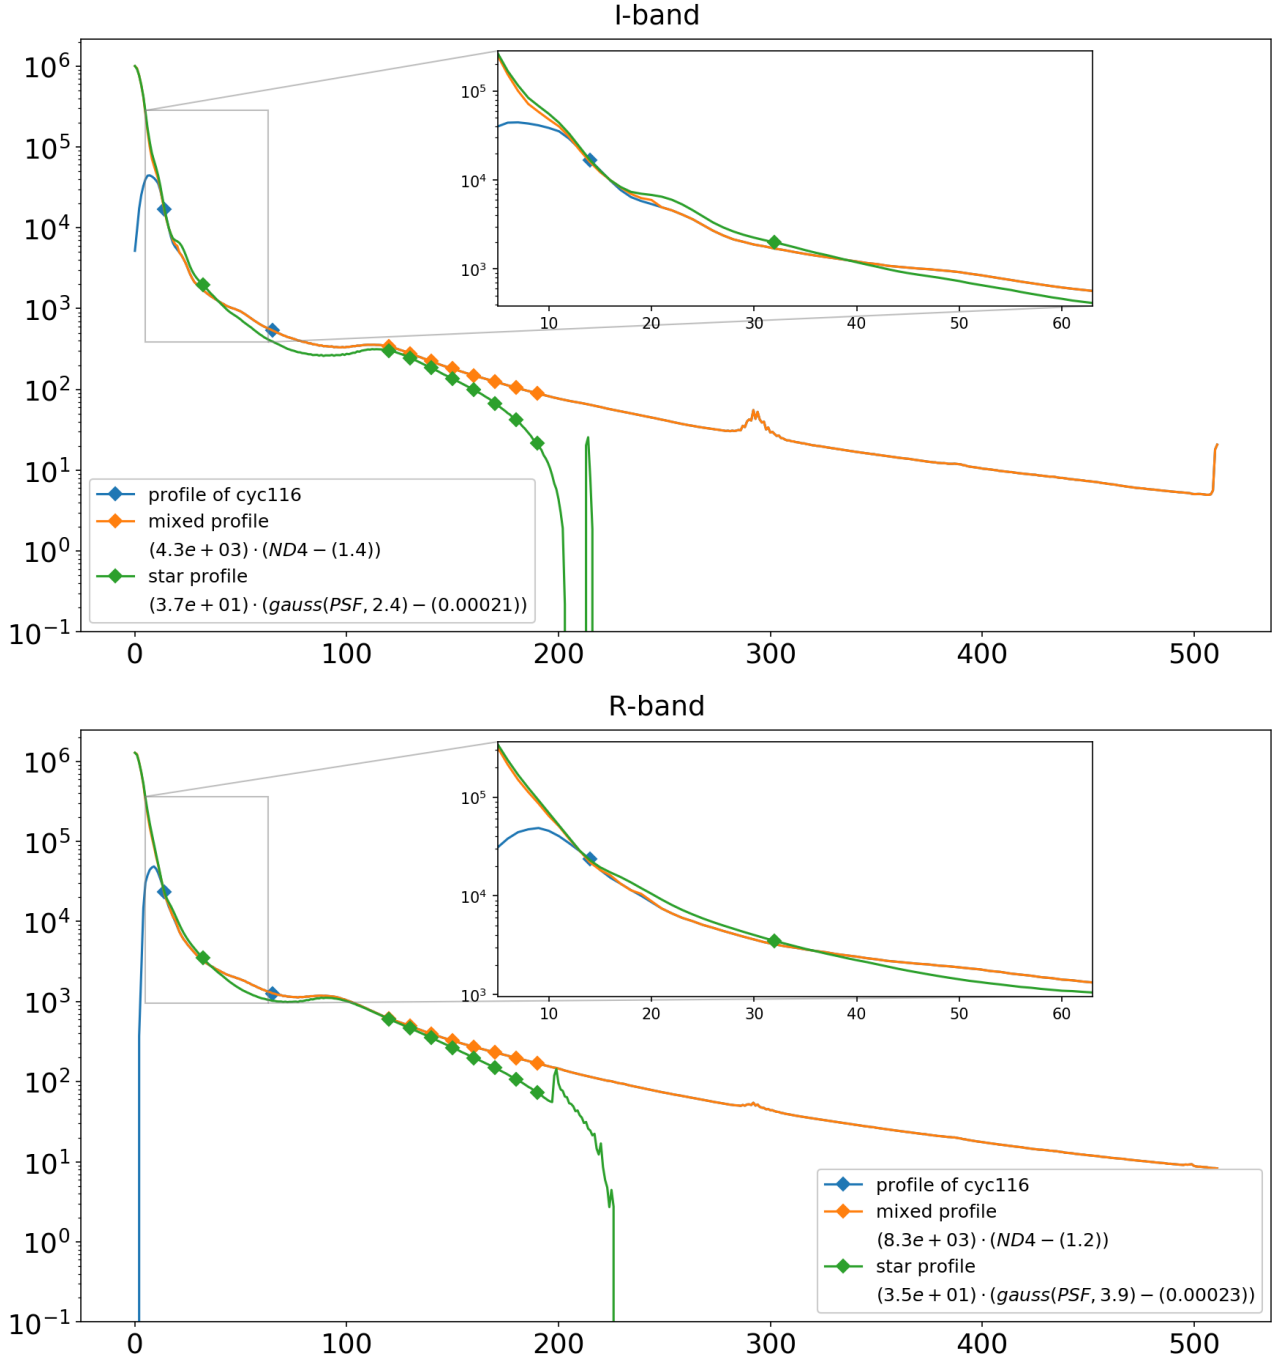 I-band
10^6
10^5
10^4
10^3
10^2
10^1
10^0
10^-1
10^5
10^4
10^3
10 20 30 40 50 60
profile of cyc116
mixed profile
(4.3e + 03) · (ND4 − (1.4))
star profile
(3.7e + 01) · (gauss(PSF, 2.4) − (0.00021))
0 100 200 300 400 500
R-band
10^6
10^5
10^4
10^3
10^2
10^1
10^0
10^-1
10^5
10^4
10^3
10 20 30 40 50 60
profile of cyc116
mixed profile
(8.3e + 03) · (ND4 − (1.2))
star profile
(3.5e + 01) · (gauss(PSF, 3.9) − (0.00023))
0 100 200 300 400 500